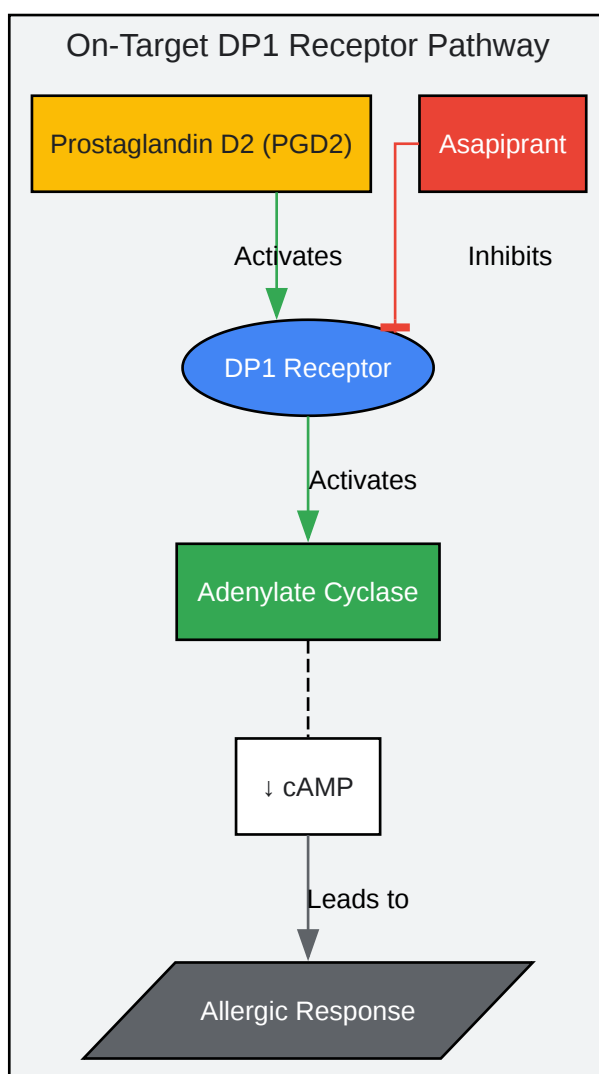 On-Target DP1 Receptor Pathway
Prostaglandin D2 (PGD2)
Asapiprant
Activates
Inhibits
DP1 Receptor
Activates
Adenylate Cyclase
↓ cAMP
Leads to
Allergic Response